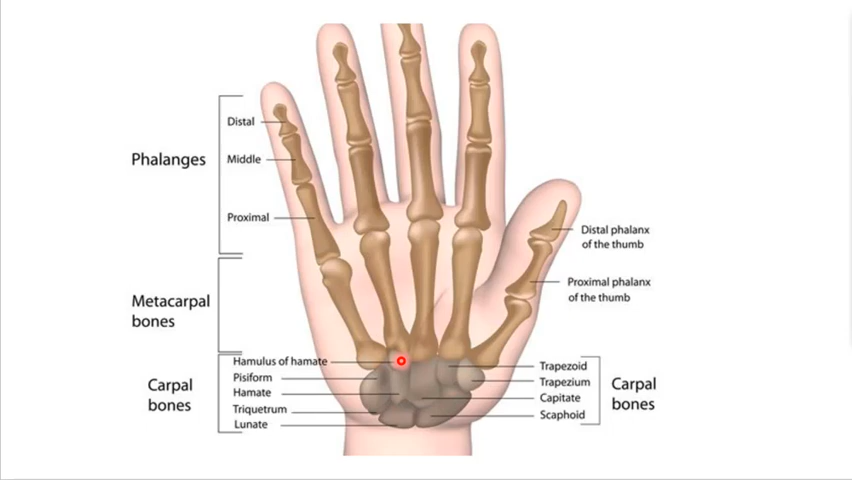 Distal
Phalanges
Middle
Proximal
Distal phalanx
of the thumb
Proximal phalanx
of the thumb
Metacarpal
bones
Hamulus of hamate
Pisiform
Hamate
Triquetrum
Lunate
Carpal
bones
Trapezoid
Trapezium
Capitate
Scaphoid
Carpal
bones